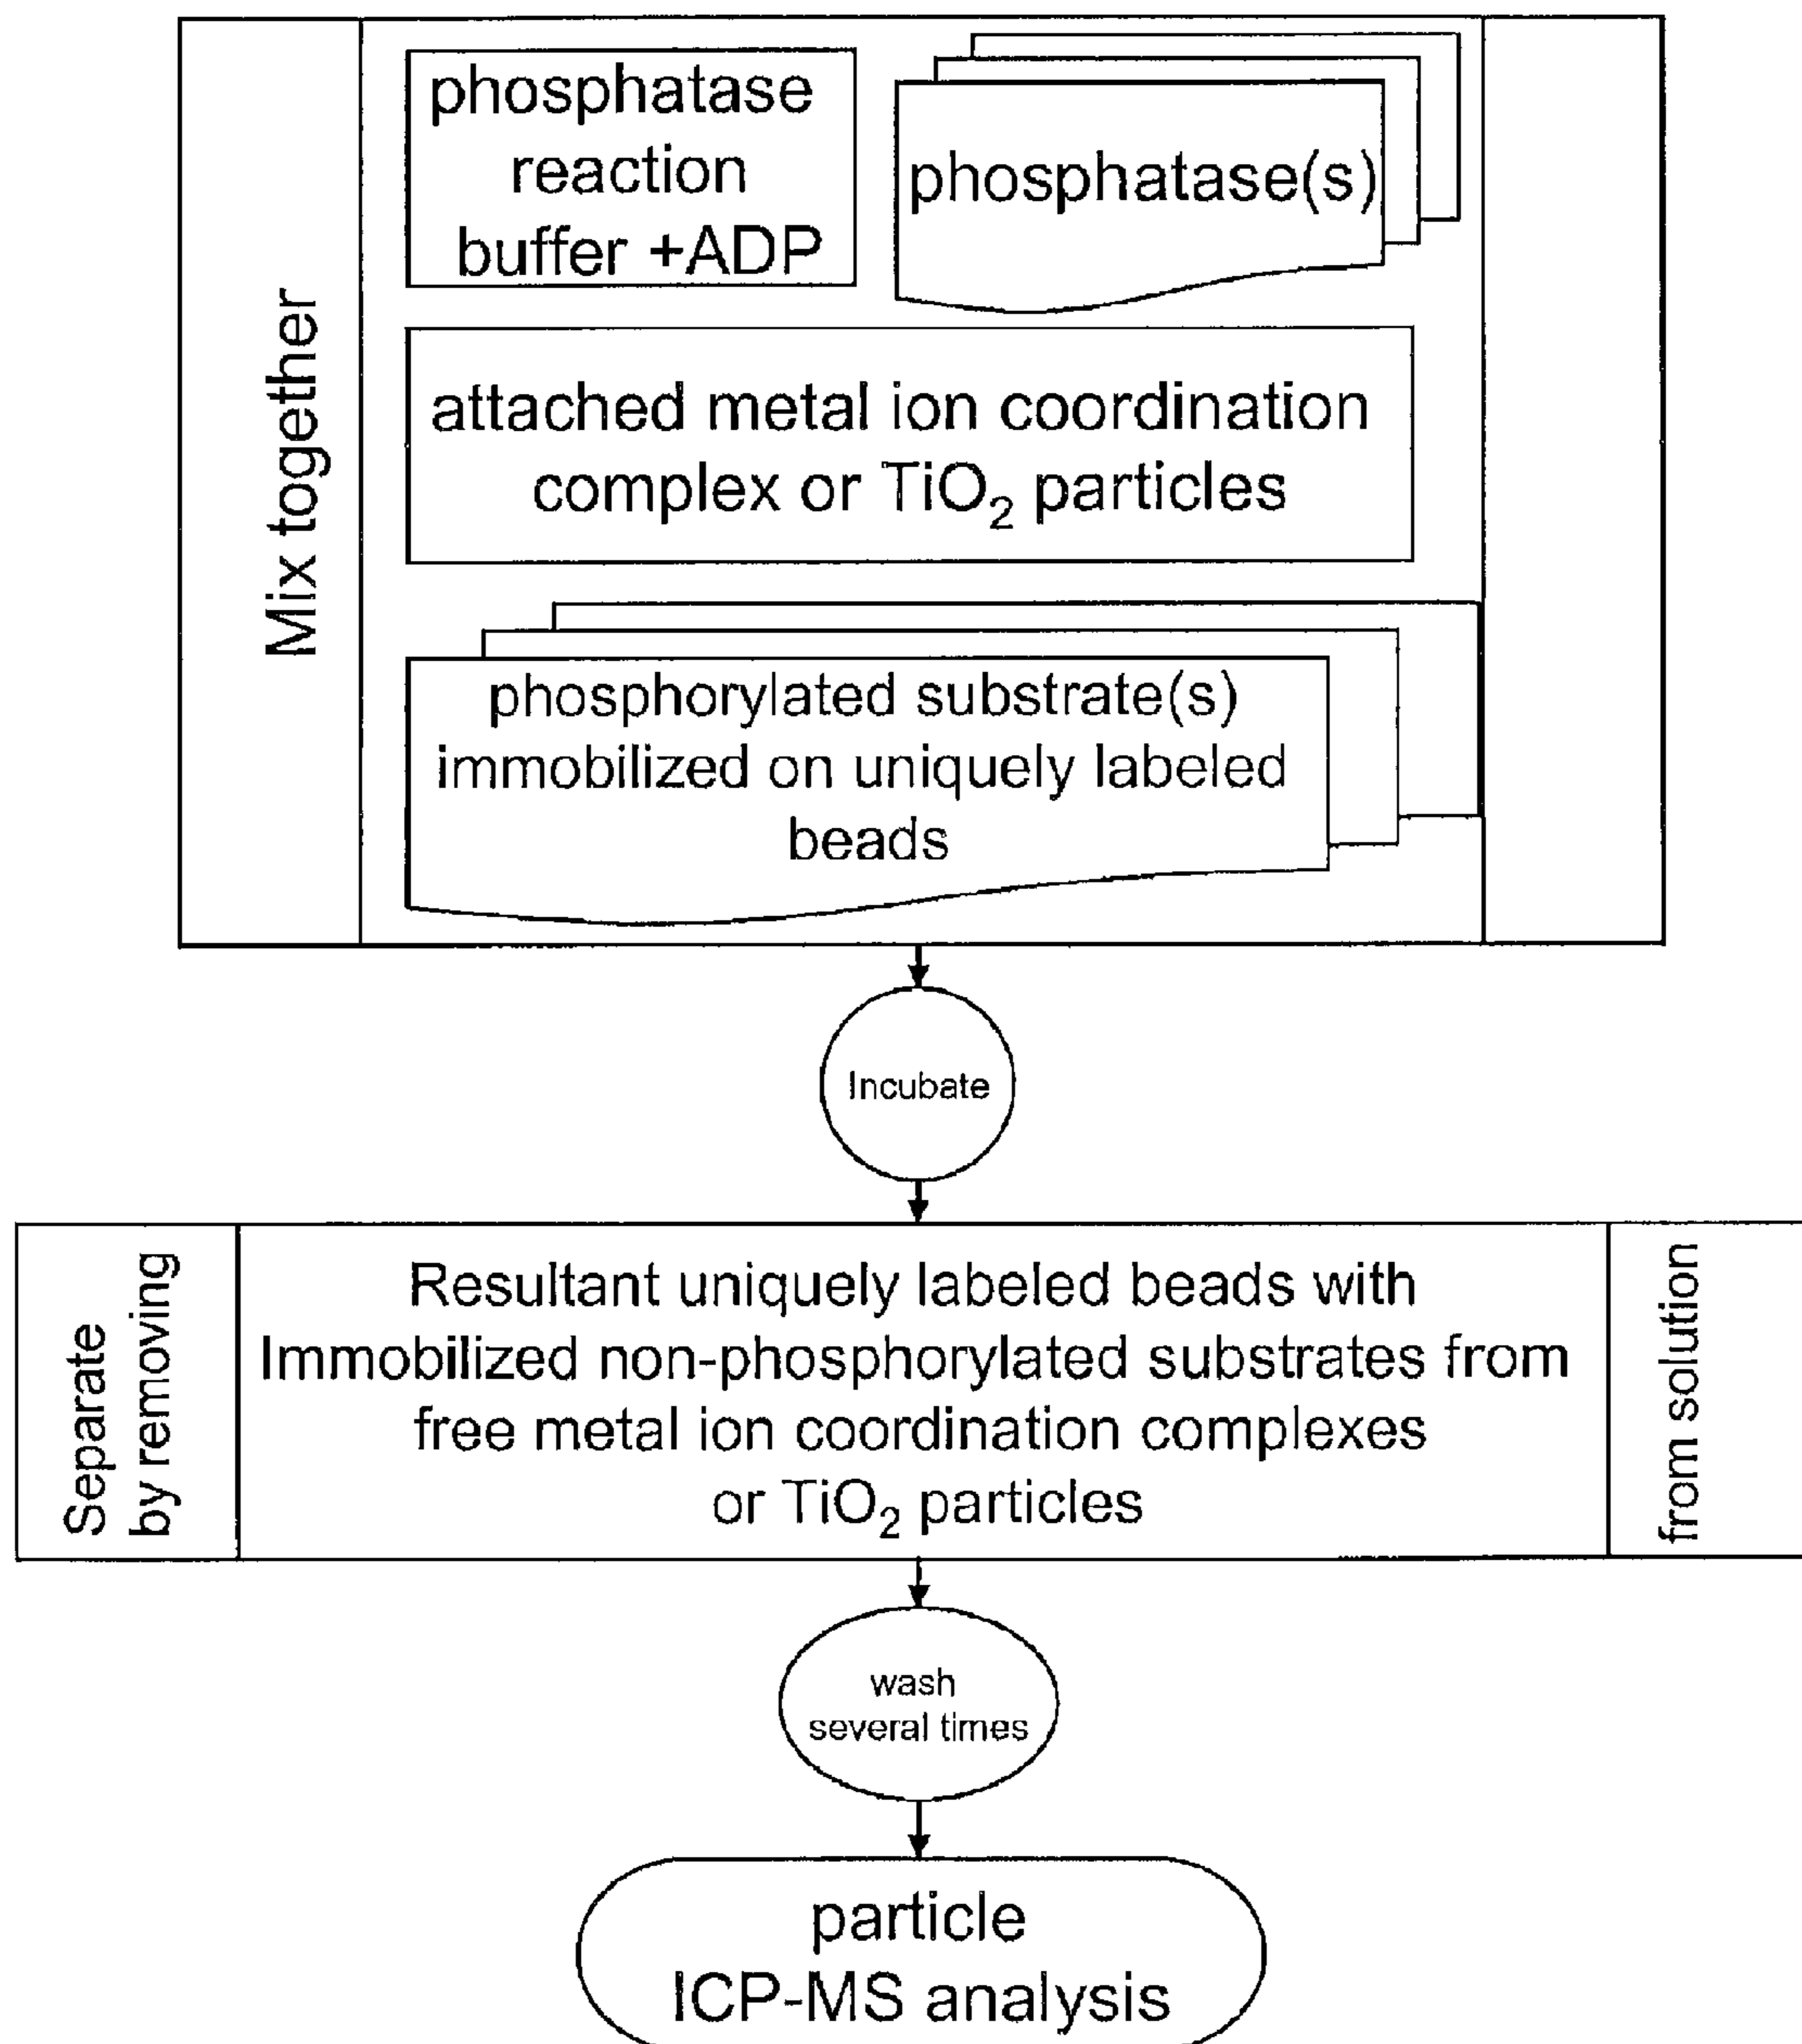 Mix together
phosphatase
reaction
buffer +ADP
phosphatase(s)
attached metal ion coordination
complex or TiO₂ particles
phosphorylated substrate(s)
immobilized on uniquely labeled
beads
Incubate
Separate
by removing
Resultant uniquely labeled beads with
Immobilized non-phosphorylated substrates from
free metal ion coordination complexes
or TiO₂ particles
from solution
wash
several times
particle
ICP-MS analysis